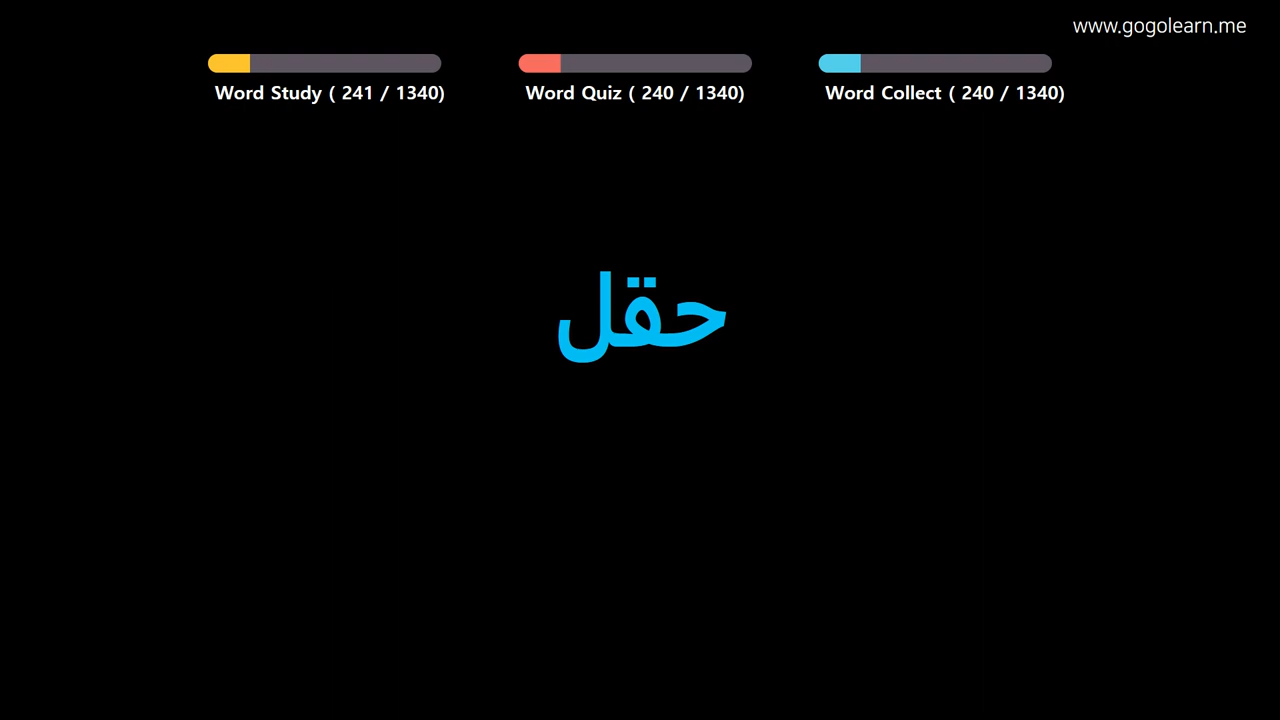 www.gogolearn.me
Word Study ( 241 / 1340)
Word Quiz ( 240 / 1340)
Word Collect ( 240 / 1340)
حقل